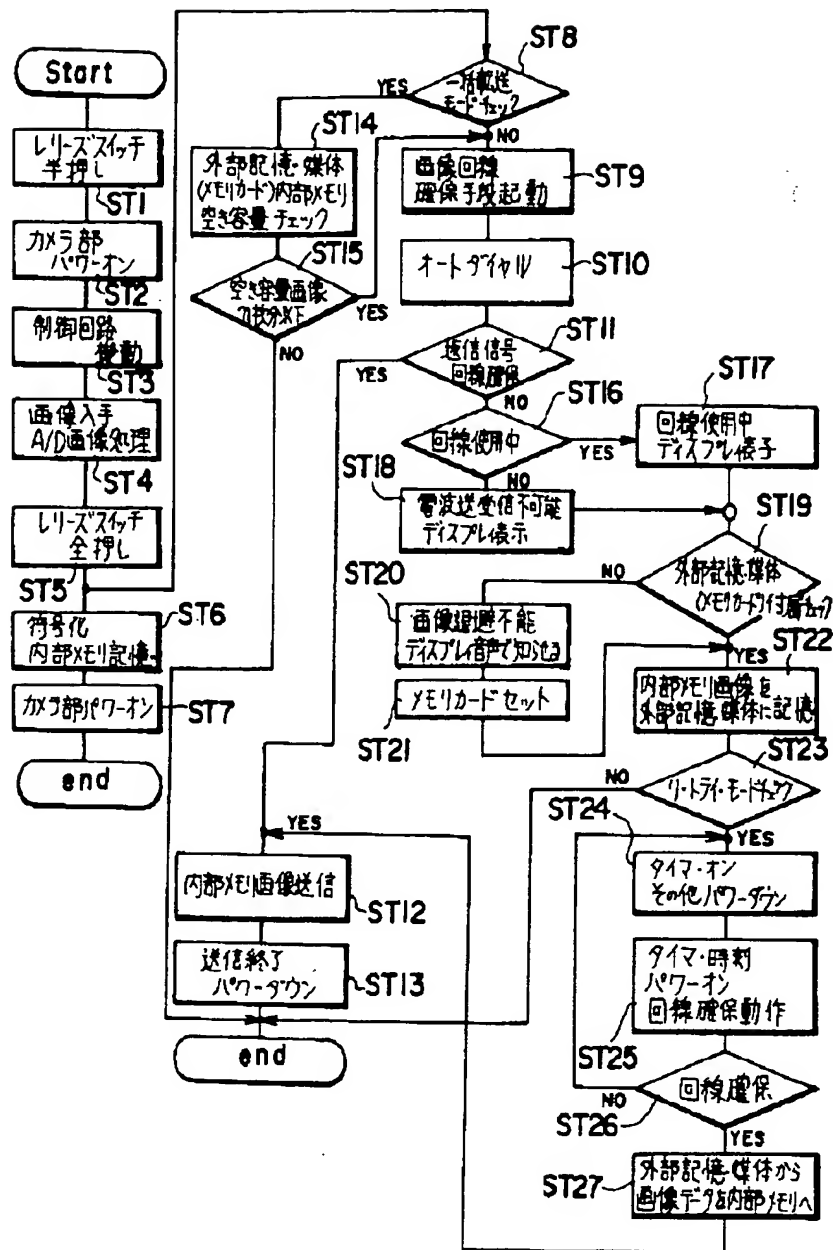 Start
レリーズスイッチ
半押し
ST1
カメラ部
パワーオン
ST2
制御回路
ST3
画像入手
A/D画像処理
ST4
レリーズスイッチ
全押し
ST5
符号化
内部メモリ記憶
ST6
カメラ部パワーオン
ST7
end
一括転送
モードチェック
ST8
YES
NO
画像回線
確保手段起動
ST9
オートダイヤル
ST10
返信信号
回線確保
ST11
YES
NO
内部メモリ画像送信
ST12
送信終了
パワーダウン
ST13
end
外部記憶・媒体
(メモリカード)内部メモリ
空き容量チェック
ST14
空き容量画像
n枚分以下
ST15
YES
NO
回線使用中
ST16
YES
NO
回線使用中
ディスプレ表示
ST17
電波送受信不可能
ディスプレ表示
ST18
外部記憶・媒体
ST19
NO
YES
画像退避不能
ディスプレイ音声で知らせる
ST20
メモリカードセット
ST21
内部メモリ画像を
外部記憶・媒体に記憶
ST22
リ・トライ・モードチェック
ST23
NO
YES
タイマ・オン
その他パワーダウン
ST24
タイマ・時刻
パワーオン
回線確保動作
ST25
回線確保
ST26
NO
YES
外部記憶・媒体から
画像データを内部メモリへ
ST27
YES